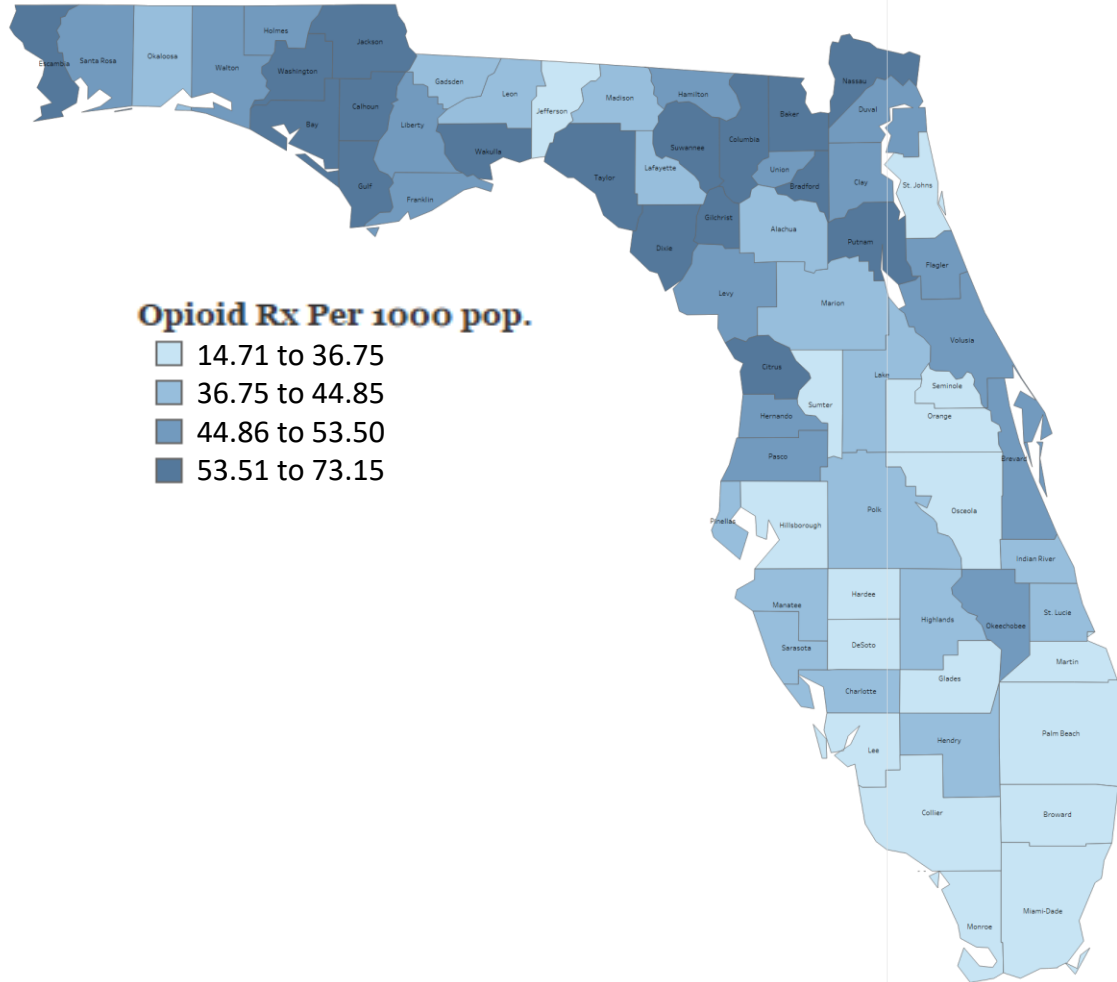 Holmes
Jackson
Escambia
Santa Rosa
Okaloosa
Walton
Washington
Calhoun
Bay
Liberty
Gulf
Franklin
Gadsden
Leon
Jefferson
Madison
Hamilton
Wakulla
Taylor
Lafayette
Suwannee
Columbia
Baker
Nassau
Duval
Union
Bradford
Clay
St. Johns
Gilchrist
Dixie
Alachua
Putnam
Flagler
Levy
Marion
Volusia
Opioid Rx Per 1000 pop.
14.71 to 36.75
36.75 to 44.85
44.86 to 53.50
53.51 to 73.15
Citrus
Sumter
Lake
Seminole
Orange
Hernando
Pasco
Brevard
Pinellas
Hillsborough
Polk
Osceola
Indian River
Manatee
Hardee
Highlands
Okeechobee
St. Lucie
Sarasota
DeSoto
Martin
Charlotte
Glades
Lee
Hendry
Palm Beach
Collier
Broward
Monroe
Miami-Dade